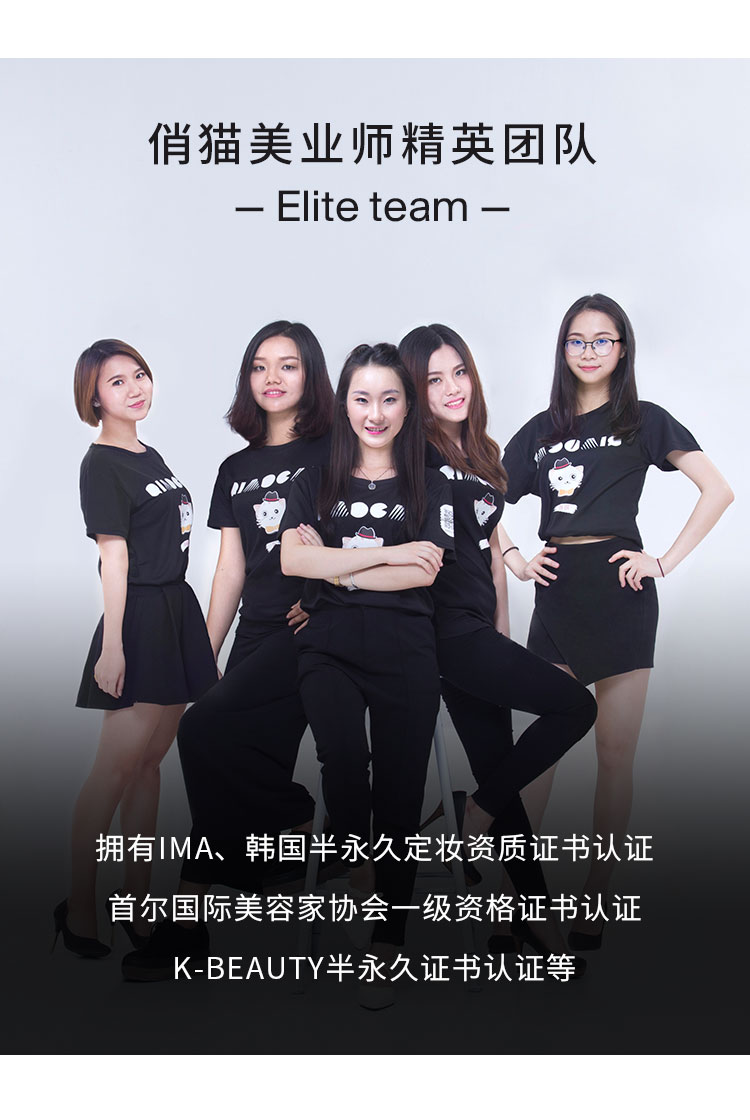 俏猫美业师精英团队
— Elite team —
拥有IMA、韩国半永久定妆资质证书认证
首尔国际美容家协会一级资格证书认证
K-BEAUTY半永久证书认证等